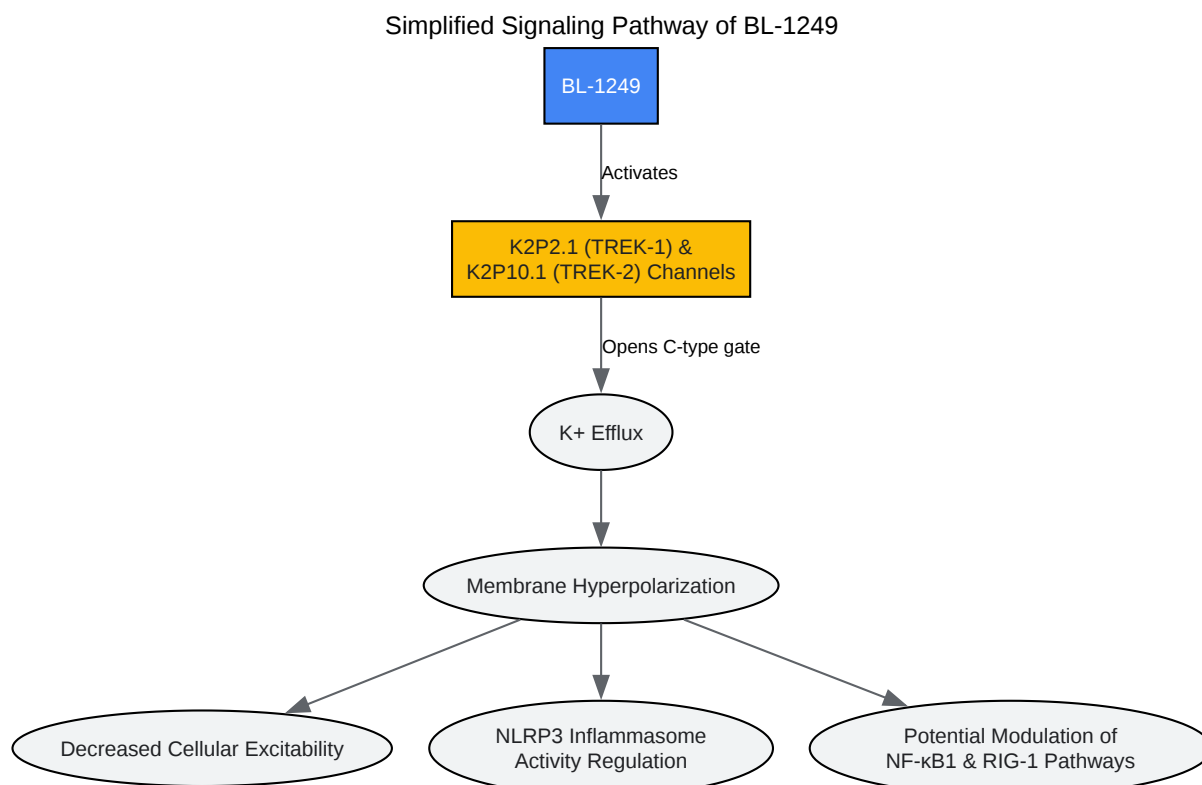 Simplified Signaling Pathway of BL-1249
BL-1249
Activates
K2P2.1 (TREK-1) &
K2P10.1 (TREK-2) Channels
Opens C-type gate
K+ Efflux
Membrane Hyperpolarization
Decreased Cellular Excitability
NLRP3 Inflammasome
Activity Regulation
Potential Modulation of
NF-κB1 & RIG-1 Pathways